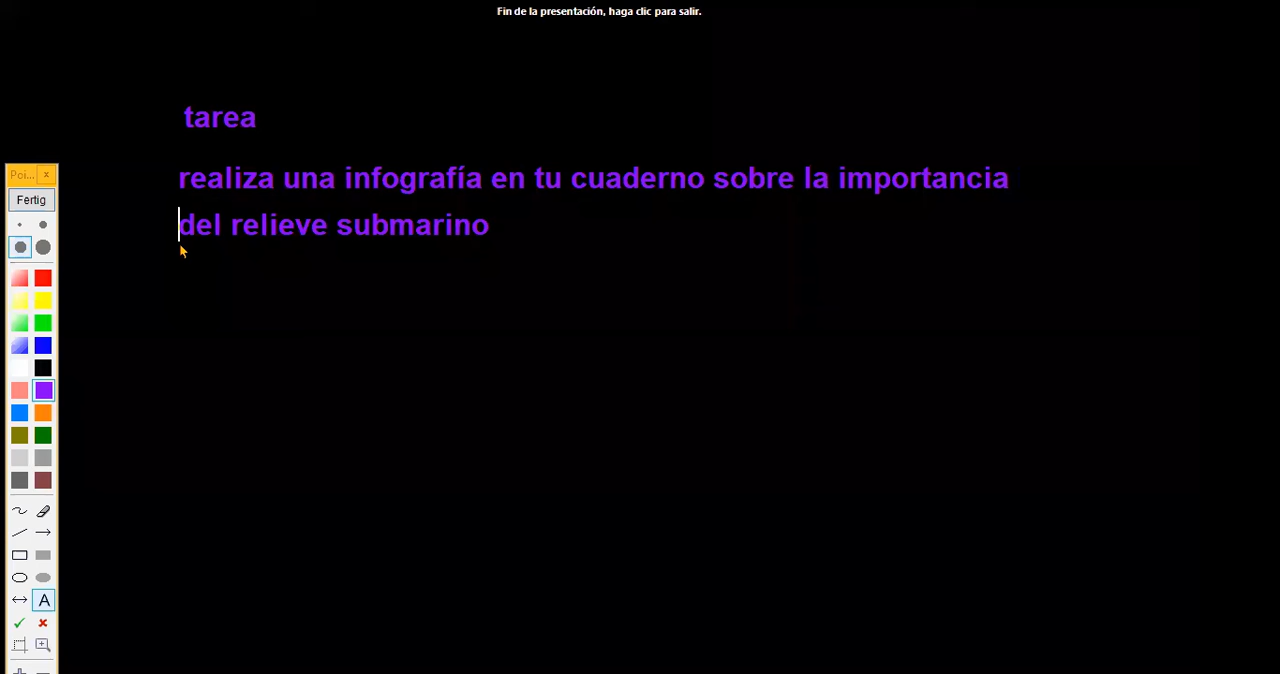 Fin de la presentación, haga clic para salir.
tarea
realiza una infografía en tu cuaderno sobre la importancia
del relieve submarino
Poi... x
Fertig
A